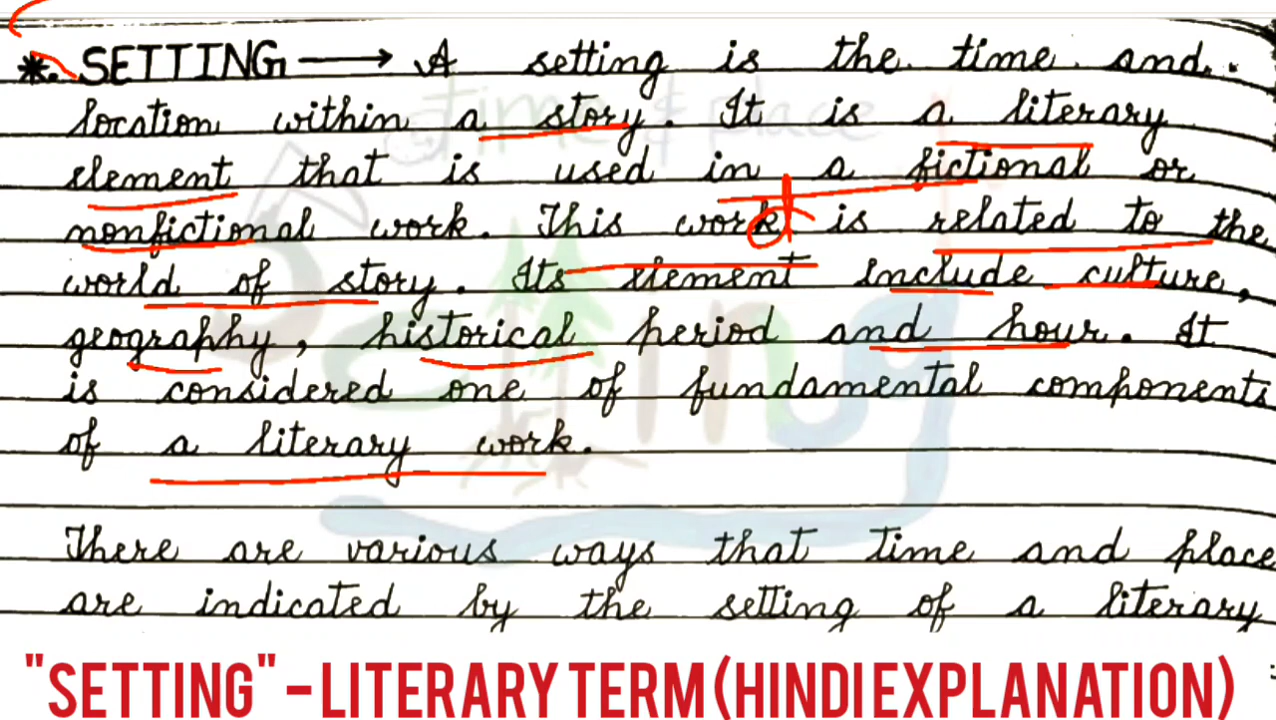 *. SETTING → A setting is the time and
location within a story. It is a literary
element that is used in a fictional or
nonfictional work. This work is related to the
world of story. Its element include culture,
geography, historical period and hour. It
is considered one of fundamental components
of a literary work.
There are various ways that time and place
are indicated by the setting of a literary
"SETTING" – LITERARY TERM (HINDI EXPLANATION)
time & place
Setting
d